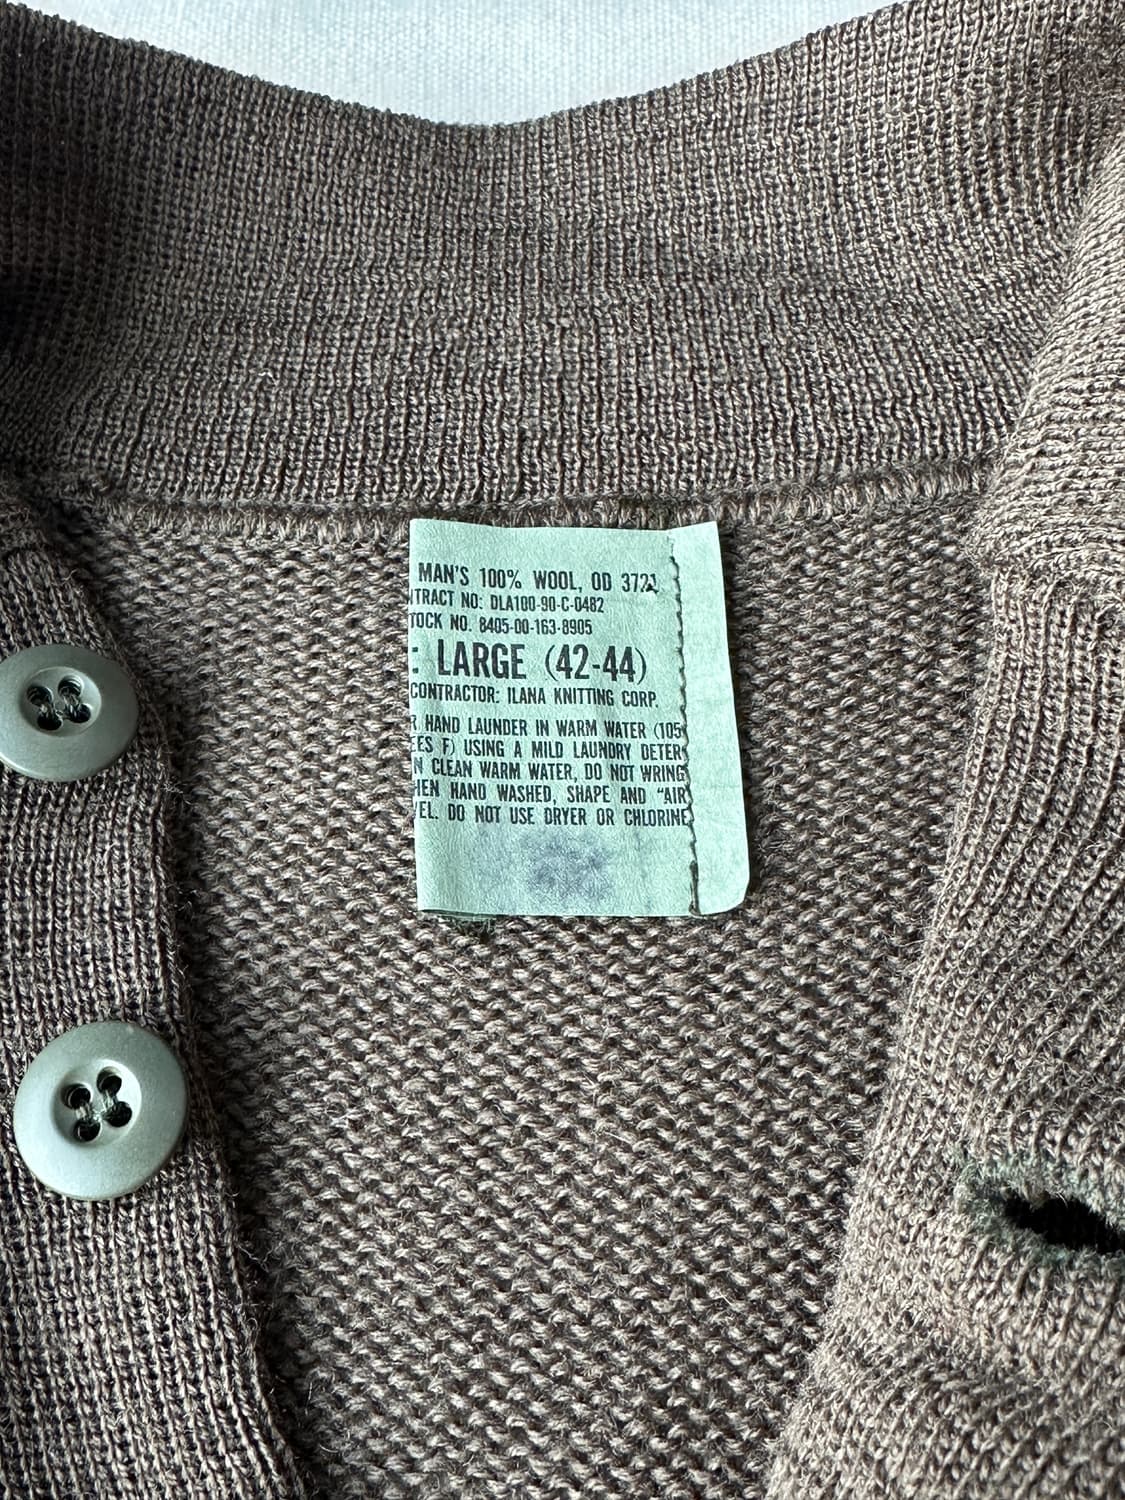 MAN'S 100% WOOL, OD 3721
NTRACT NO: DLA100-90-C-0482
TOCK NO. 8405-00-163-8905
: LARGE (42-44)
CONTRACTOR: ILANA KNITTING CORP.
R HAND LAUNDER IN WARM WATER (105
EES F) USING A MILD LAUNDRY DETER
N CLEAN WARM WATER, DO NOT WRING
HEN HAND WASHED, SHAPE AND "AIR
EL. DO NOT USE DRYER OR CHLORINE